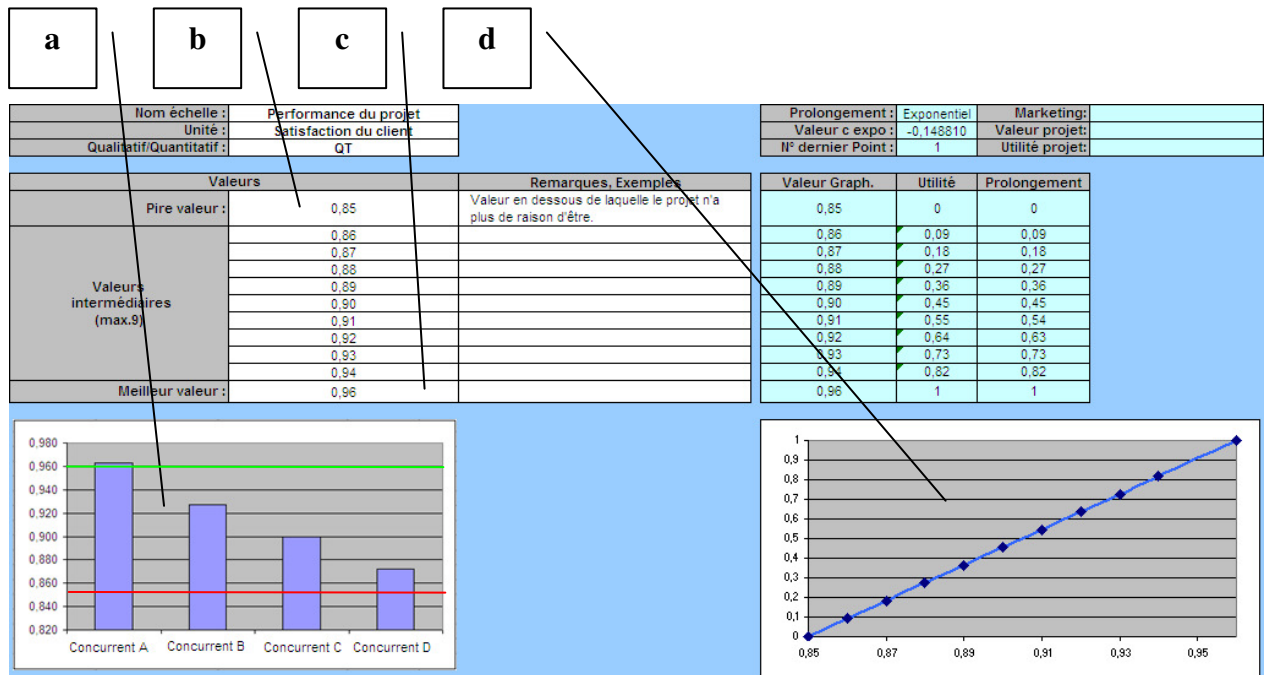 a b c d
Nom échelle : Performance du projet
Unité : Satisfaction du client
Qualitatif/Quantitatif : QT
Prolongement : Exponentiel Marketing:
Valeur c expo : -0,148810 Valeur projet:
N° dernier Point : 1 Utilité projet:
Valeurs Remarques, Exemples
Pire valeur : 0,85 Valeur en dessous de laquelle le projet n'a
plus de raison d'être.
0,86
0,87
0,88
Valeurs 0,89
intermédiaires 0,90
(max.9) 0,91
0,92
0,93
0,94
Meilleur valeur : 0,96
Valeur Graph. Utilité Prolongement
0,85 0 0
0,86 0,09 0,09
0,87 0,18 0,18
0,88 0,27 0,27
0,89 0,36 0,36
0,90 0,45 0,45
0,91 0,55 0,54
0,92 0,64 0,63
0,93 0,73 0,73
0,94 0,82 0,82
0,96 1 1
0,980
0,960
0,940
0,920
0,900
0,880
0,860
0,840
0,820
Concurrent A Concurrent B Concurrent C Concurrent D
1
0,9
0,8
0,7
0,6
0,5
0,4
0,3
0,2
0,1
0
0,85 0,87 0,89 0,91 0,93 0,95